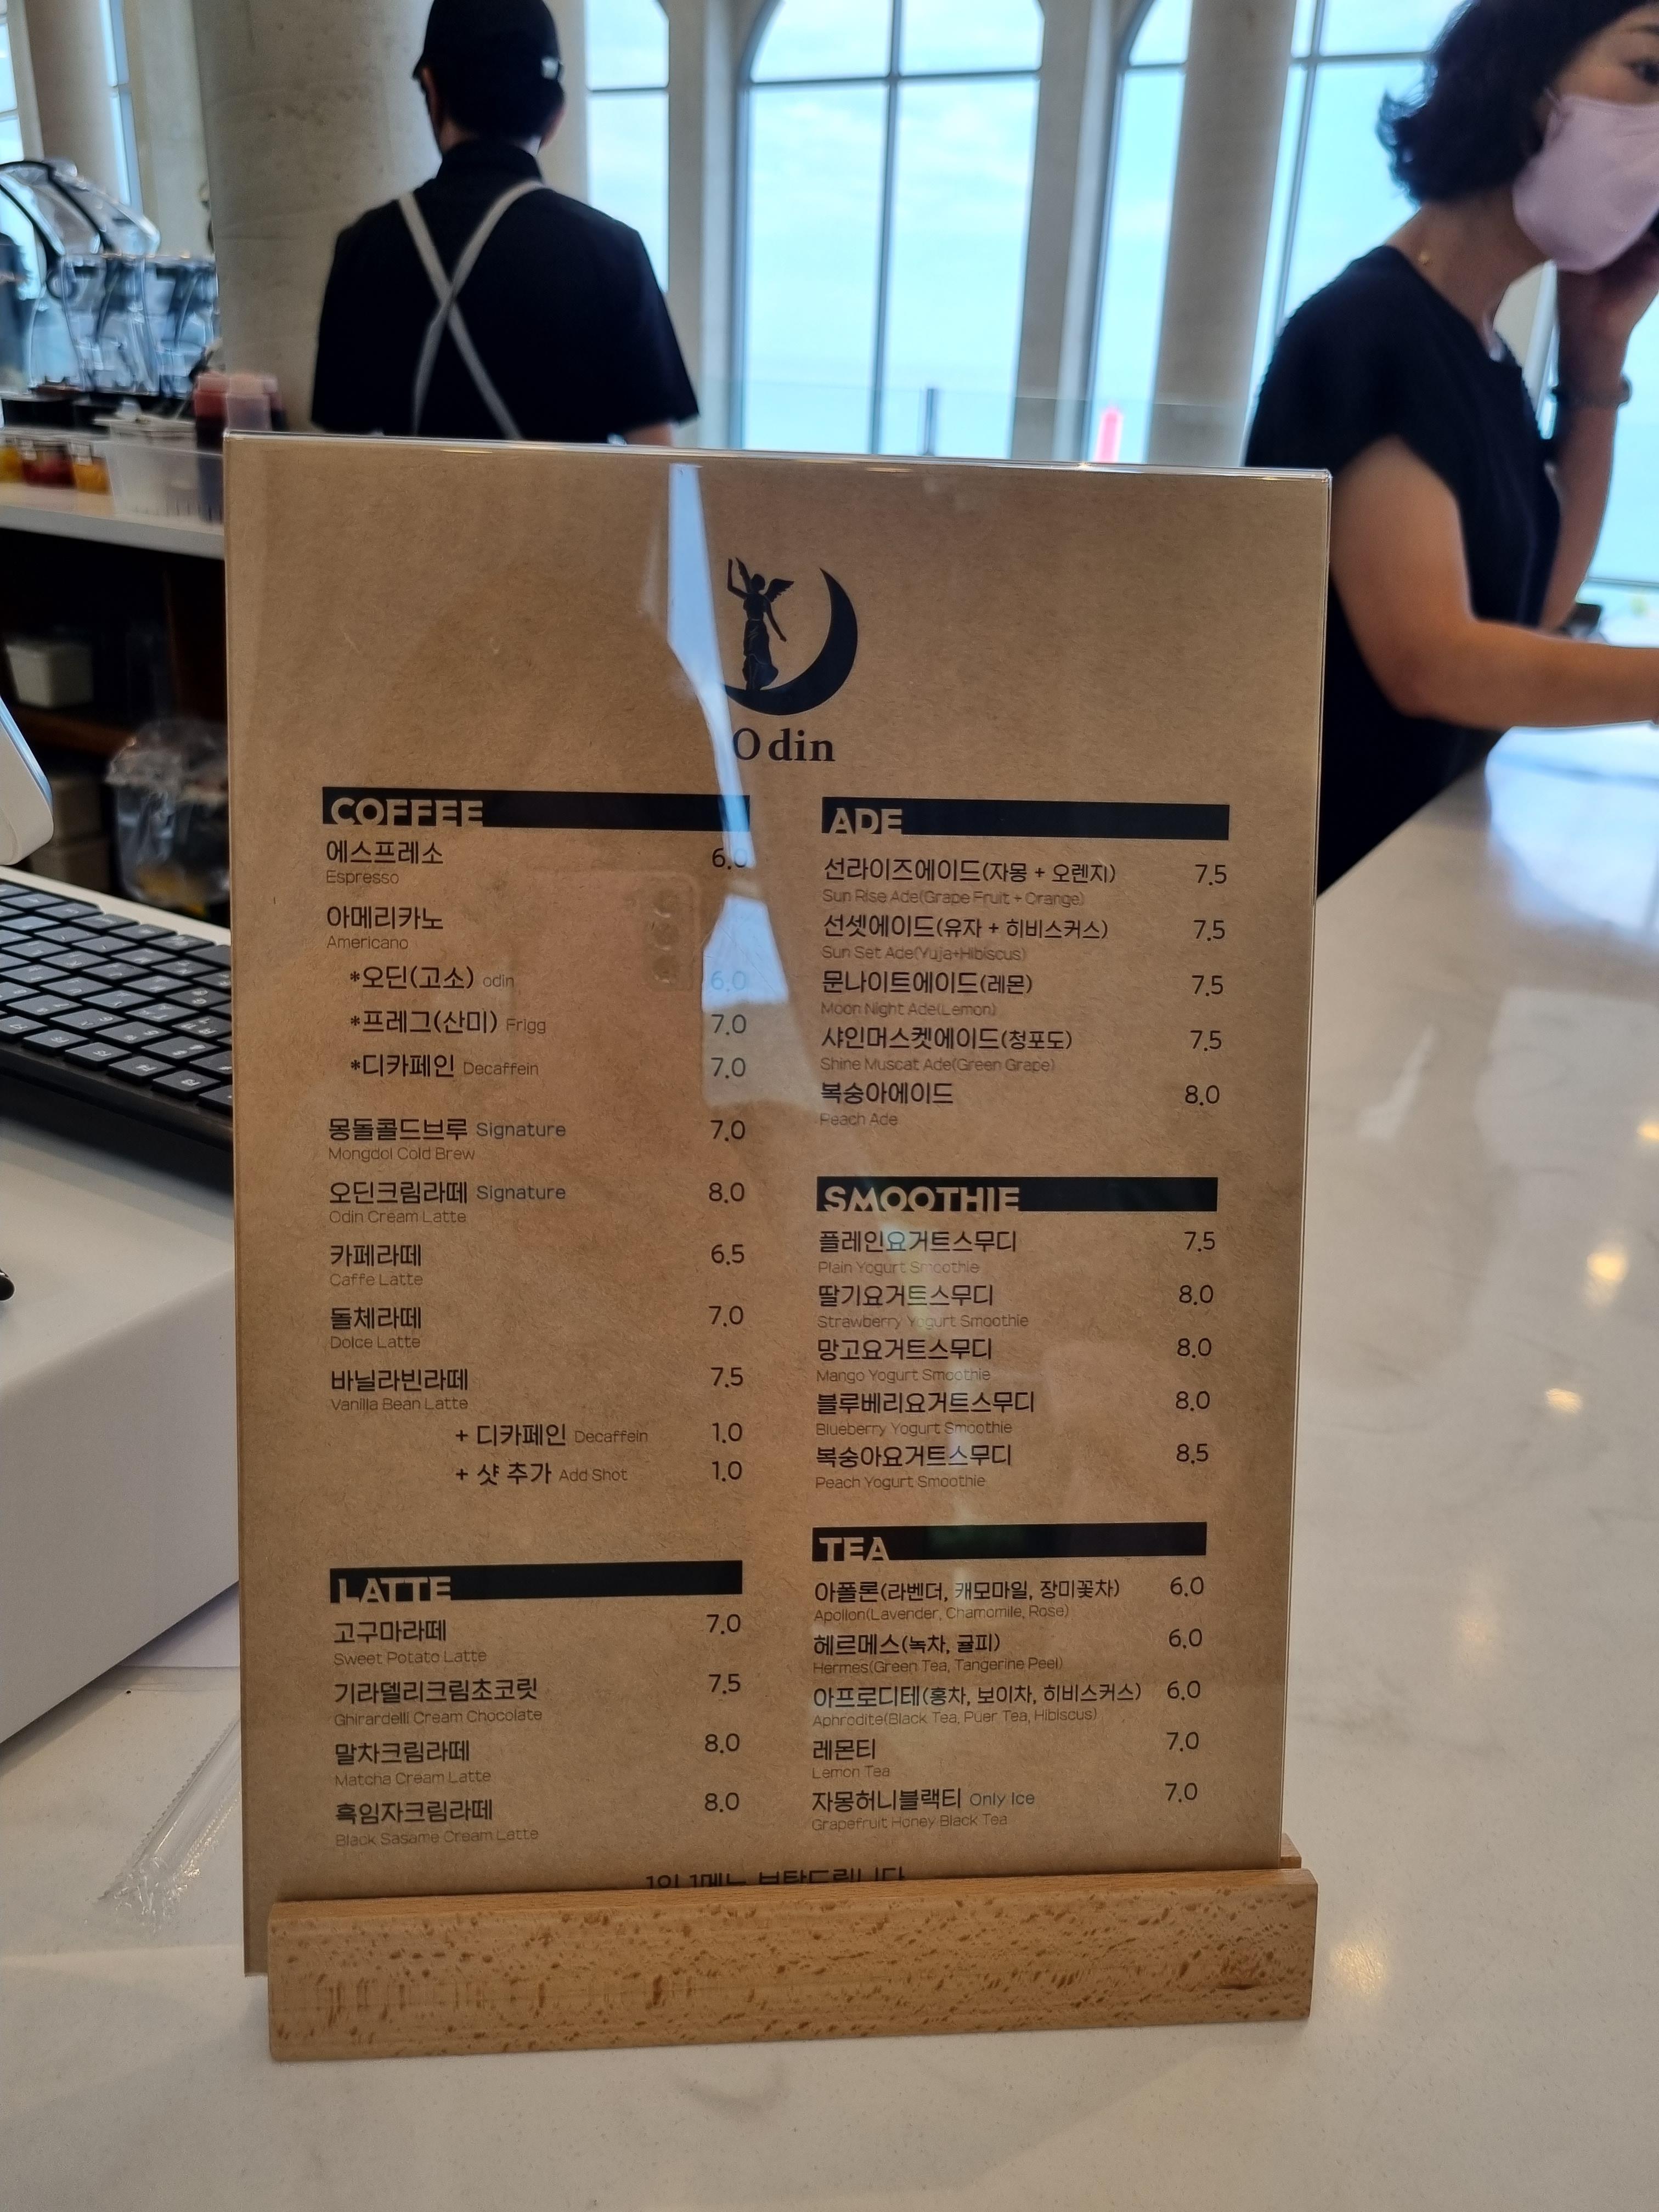 Odin
COFFEE
에스프레소 6.0
Espresso
아메리카노
Americano
*오딘(고소) odin 6.0
*프레그(산미) Frigg 7.0
*디카페인 Decaffein 7.0
몽돌콜드브루 Signature 7.0
Mongdol Cold Brew
오딘크림라떼 Signature 8.0
Odin Cream Latte
카페라떼 6.5
Caffe Latte
돌체라떼 7.0
Dolce Latte
바닐라빈라떼 7.5
Vanilla Bean Latte
+ 디카페인 Decaffein 1.0
+ 샷 추가 Add Shot 1.0
LATTE
고구마라떼 7.0
Sweet Potato Latte
기라델리크림초코릿 7.5
Ghirardelli Cream Chocolate
말차크림라떼 8.0
Matcha Cream Latte
흑임자크림라떼 8.0
Black Sasame Cream Latte
ADE
선라이즈에이드(자몽 + 오렌지) 7.5
Sun Rise Ade(Grape Fruit + Orange)
선셋에이드(유자 + 히비스커스) 7.5
Sun Set Ade(Yuja+Hibiscus)
문나이트에이드(레몬) 7.5
Moon Night Ade(Lemon)
샤인머스켓에이드(청포도) 7.5
Shine Muscat Ade(Green Grape)
복숭아에이드 8.0
Peach Ade
SMOOTHIE
플레인요거트스무디 7.5
Plain Yogurt Smoothie
딸기요거트스무디 8.0
Strawberry Yogurt Smoothie
망고요거트스무디 8.0
Mango Yogurt Smoothie
블루베리요거트스무디 8.0
Blueberry Yogurt Smoothie
복숭아요거트스무디 8.5
Peach Yogurt Smoothie
TEA
아폴론(라벤더, 캐모마일, 장미꽃차) 6.0
Apollon(Lavender, Chamomile, Rose)
헤르메스(녹차, 귤피) 6.0
Hermes(Green Tea, Tangerine Peel)
아프로디테(홍차, 보이차, 히비스커스) 6.0
Aphrodite(Black Tea, Puer Tea, Hibiscus)
레몬티 7.0
Lemon Tea
자몽허니블랙티 Only Ice 7.0
Grapefruit Honey Black Tea
1인 1메뉴 부탁드립니다